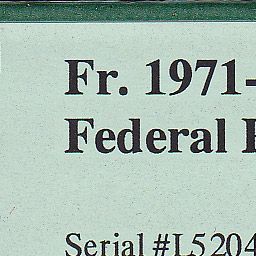 Fr. 1971-
Federal
Serial #L5204